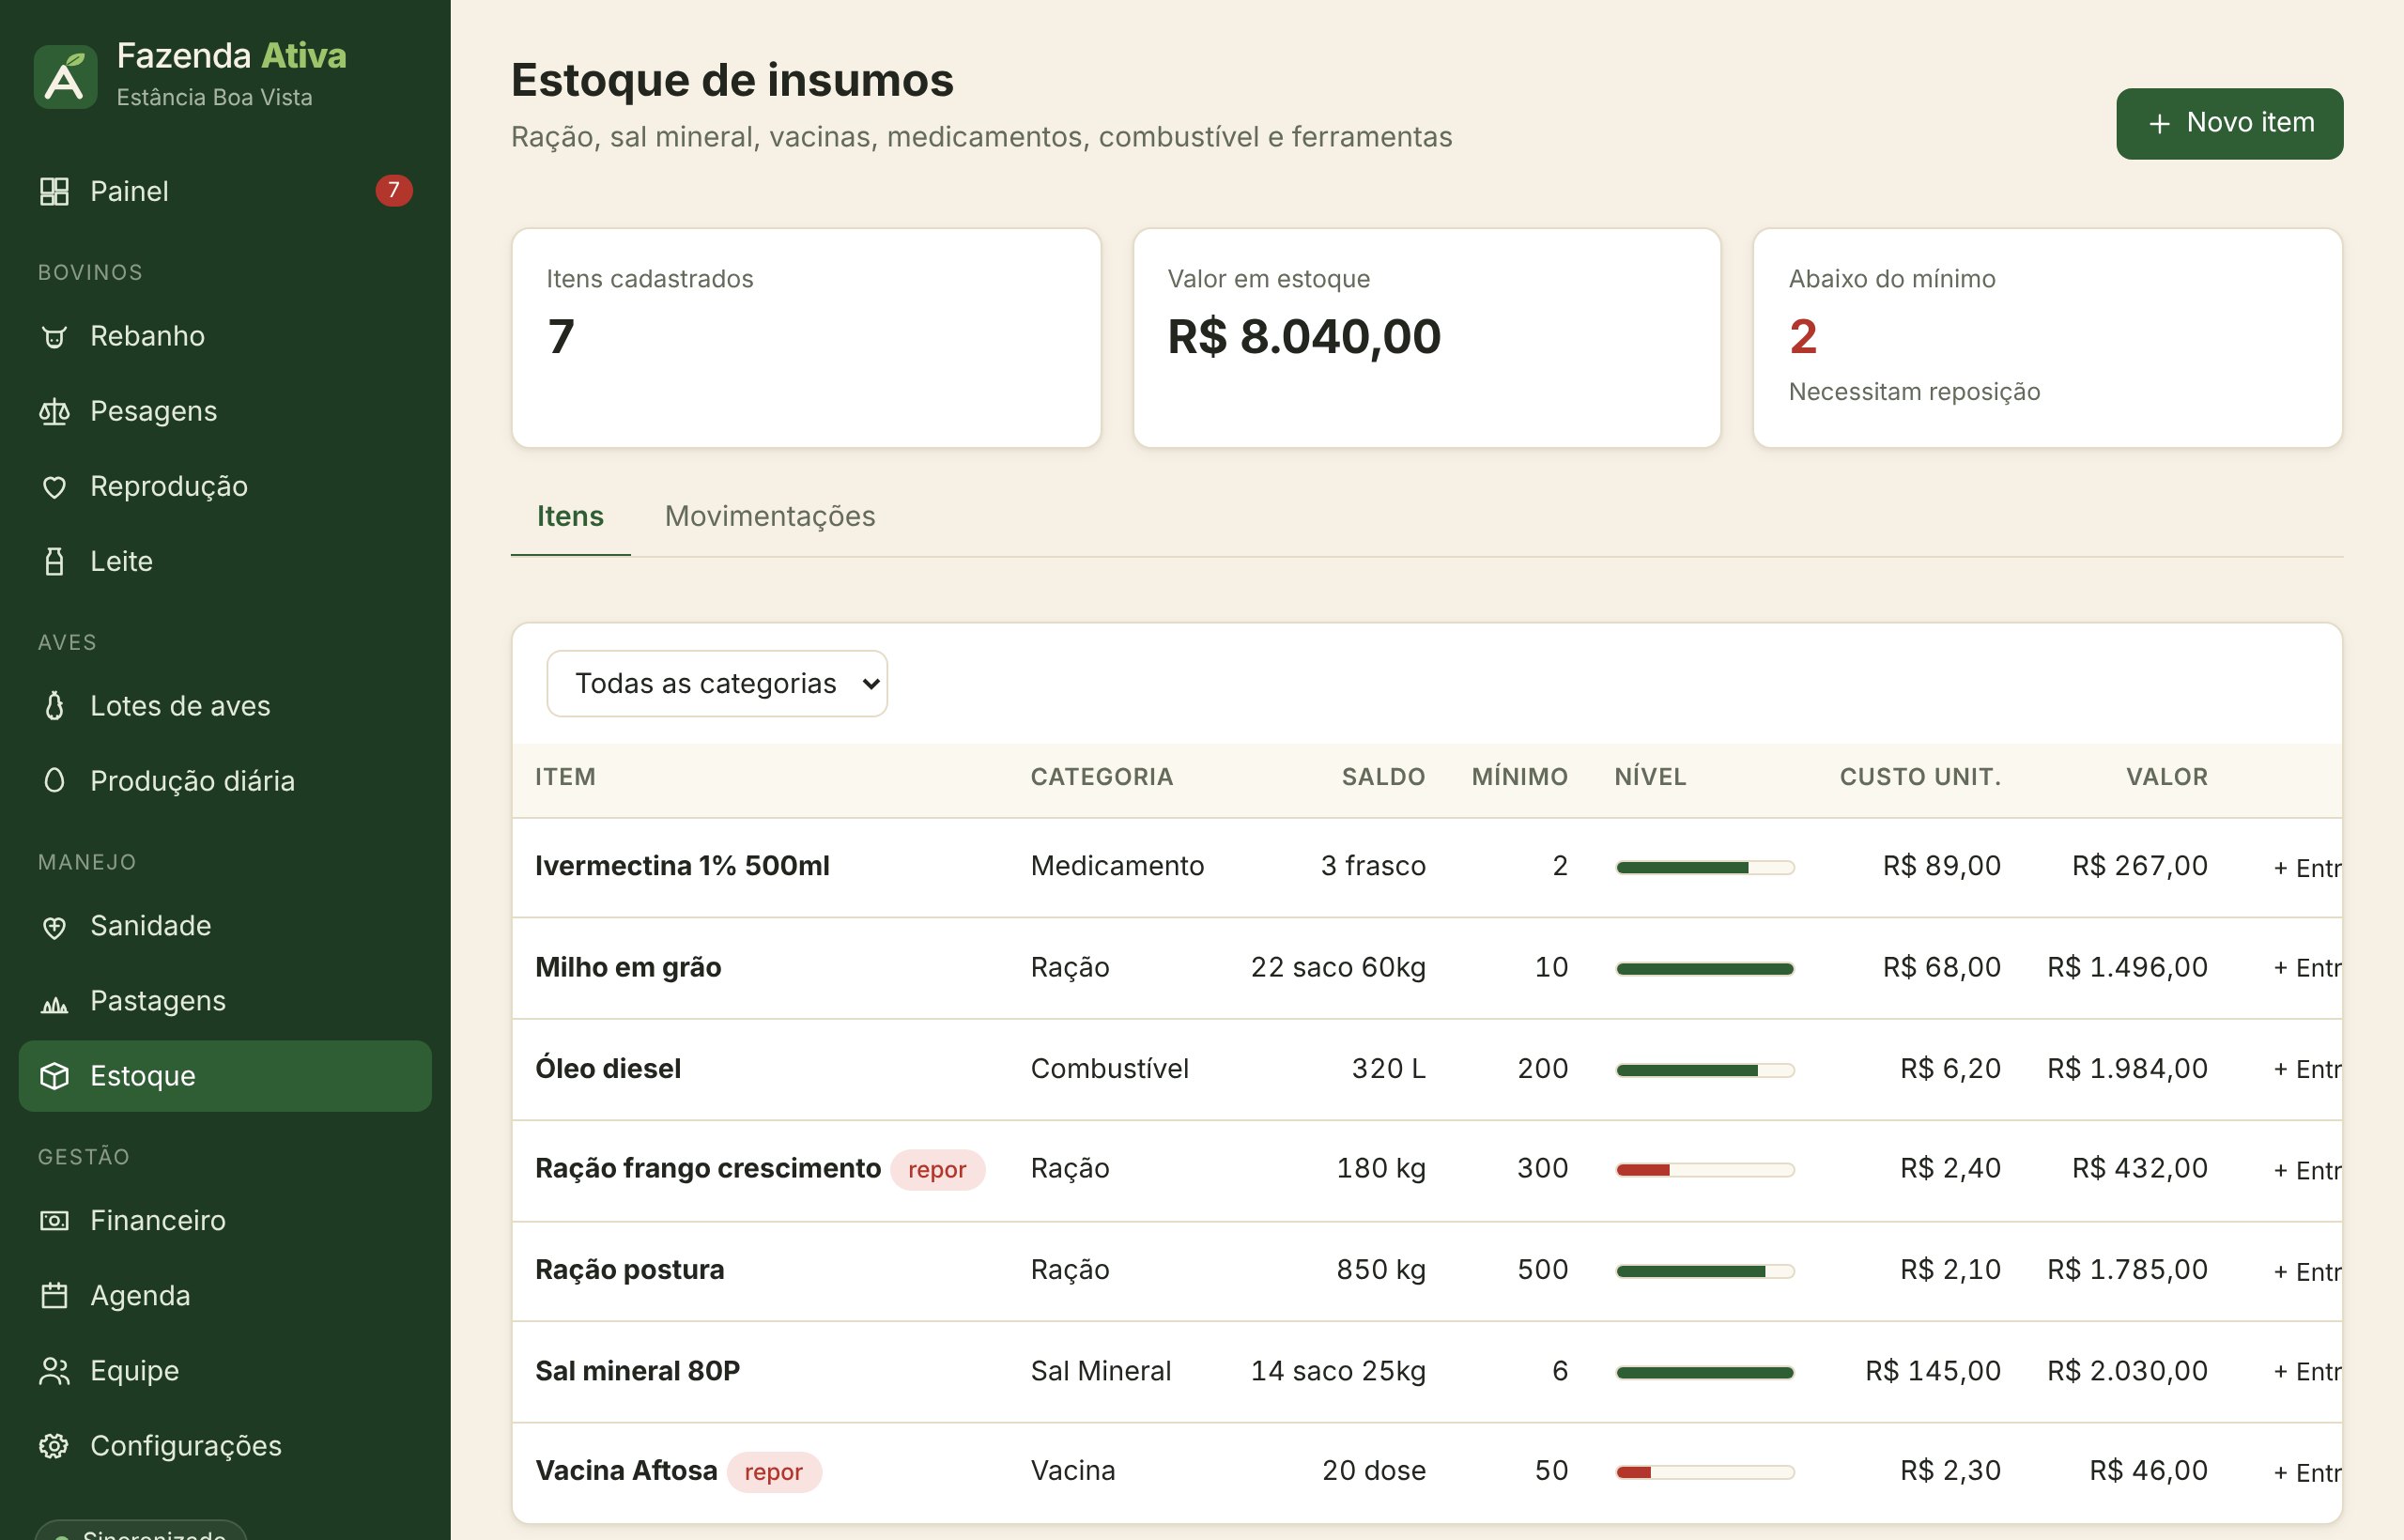 Fazenda Ativa
Estância Boa Vista
Painel 7
BOVINOS
Rebanho
Pesagens
Reprodução
Leite
AVES
Lotes de aves
Produção diária
MANEJO
Sanidade
Pastagens
Estoque
GESTÃO
Financeiro
Agenda
Equipe
Configurações
Sincronizado
Estoque de insumos
Ração, sal mineral, vacinas, medicamentos, combustível e ferramentas
+ Novo item
Itens cadastrados
7
Valor em estoque
R$ 8.040,00
Abaixo do mínimo
2
Necessitam reposição
Itens Movimentações
Todas as categorias
ITEM CATEGORIA SALDO MÍNIMO NÍVEL CUSTO UNIT. VALOR
Ivermectina 1% 500ml Medicamento 3 frasco 2 R$ 89,00 R$ 267,00 + Entr
Milho em grão Ração 22 saco 60kg 10 R$ 68,00 R$ 1.496,00 + Entr
Óleo diesel Combustível 320 L 200 R$ 6,20 R$ 1.984,00 + Entr
Ração frango crescimento repor Ração 180 kg 300 R$ 2,40 R$ 432,00 + Entr
Ração postura Ração 850 kg 500 R$ 2,10 R$ 1.785,00 + Entr
Sal mineral 80P Sal Mineral 14 saco 25kg 6 R$ 145,00 R$ 2.030,00 + Entr
Vacina Aftosa repor Vacina 20 dose 50 R$ 2,30 R$ 46,00 + Entr